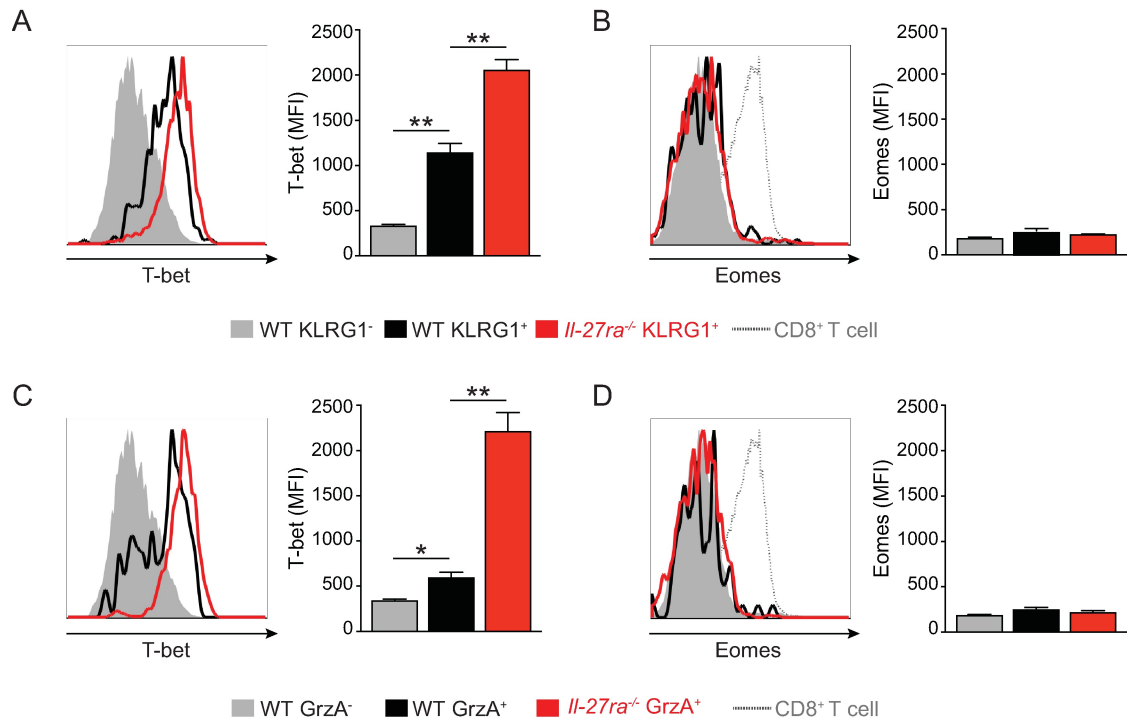 A
T-bet
T-bet (MFI)
2500
2000
1500
1000
500
0
**
**
B
Eomes
Eomes (MFI)
2500
2000
1500
1000
500
0
WT KLRG1⁻ WT KLRG1⁺ Il-27ra⁻/⁻ KLRG1⁺ CD8⁺ T cell
C
T-bet
T-bet (MFI)
2500
2000
1500
1000
500
0
*
**
D
Eomes
Eomes (MFI)
2500
2000
1500
1000
500
0
WT GrzA⁻ WT GrzA⁺ Il-27ra⁻/⁻ GrzA⁺ CD8⁺ T cell